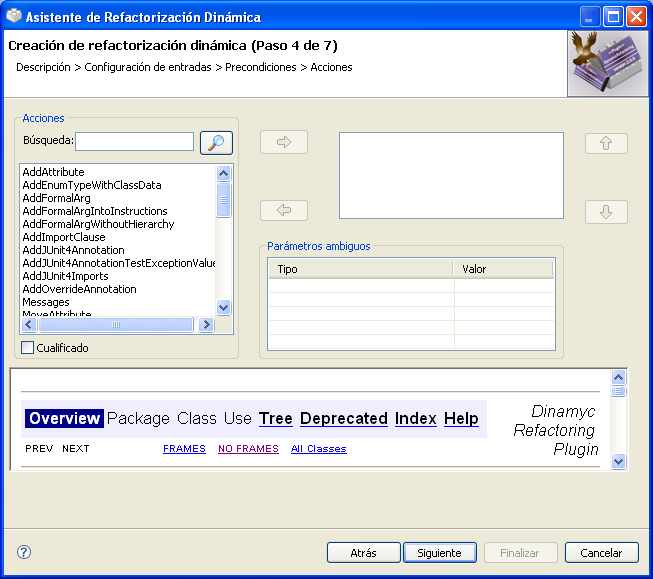 Asistente de Refactorización Dinámica
Creación de refactorización dinámica (Paso 4 de 7)
Descripción > Configuración de entradas > Precondiciones > Acciones
Acciones
Búsqueda:
AddAttribute
AddEnumTypeWithClassData
AddFormalArg
AddFormalArgIntoInstructions
AddFormalArgWithoutHierarchy
AddImportClause
AddJUnit4Annotation
AddJUnit4AnnotationTestExceptionValue
AddJUnit4Imports
AddOverrideAnnotation
Messages
MoveAttribute
Cualificado
Parámetros ambiguos
Tipo Valor
Overview Package Class Use Tree Deprecated Index Help
PREV NEXT FRAMES NO FRAMES All Classes
Dinamyc
Refactoring
Plugin
Atrás Siguiente Finalizar Cancelar